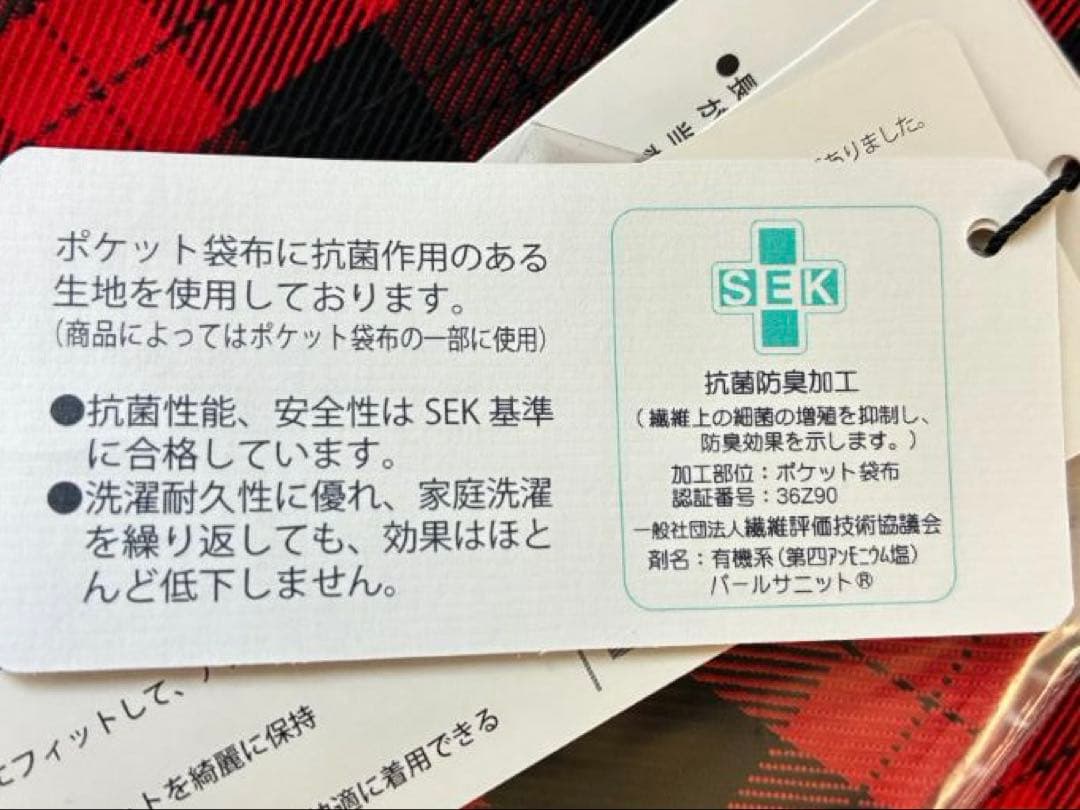 ●長が
ありました。
ポケット袋布に抗菌作用のある
生地を使用しております。
（商品によってはポケット袋布の一部に使用）
●抗菌性能、安全性は SEK 基準
に合格しています。
●洗濯耐久性に優れ、家庭洗濯
を繰り返しても、効果はほと
んど低下しません。
SEK
抗菌防臭加工
（繊維上の細菌の増殖を抑制し、
防臭効果を示します。）
加工部位：ポケット袋布
認証番号：36Z90
一般社団法人繊維評価技術協議会
剤名：有機系（第四アンモニウム塩）
パールサニット®
にフィットして、
トを綺麗に保持
快適に着用できる